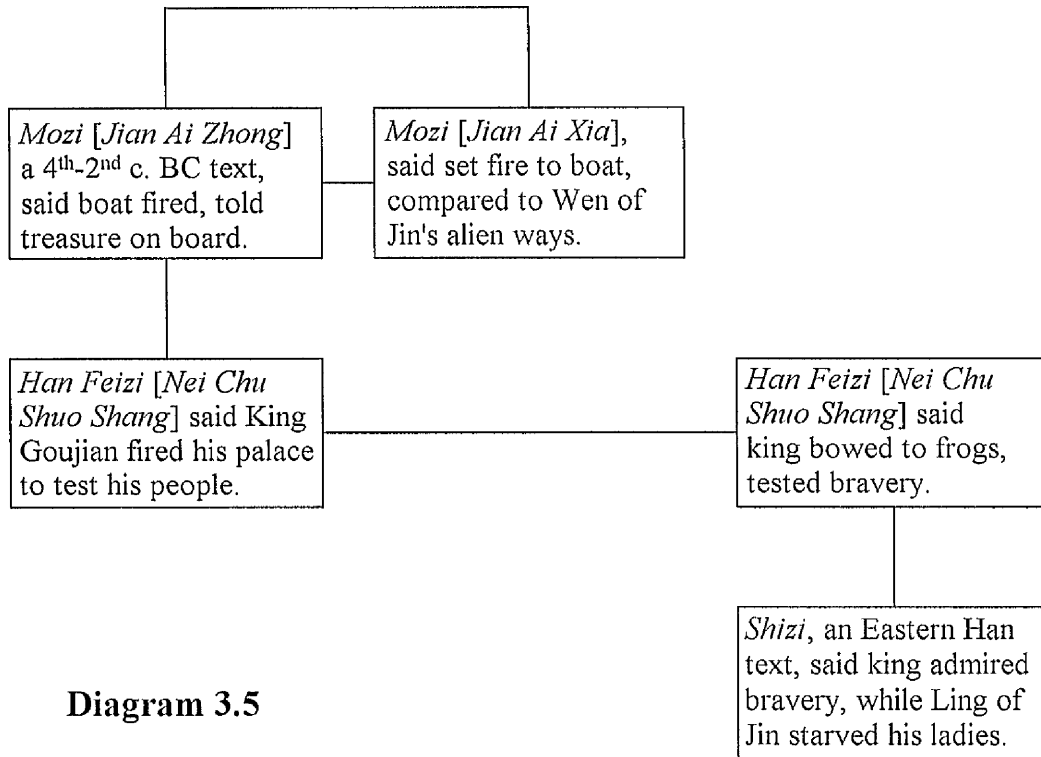 Mozi [Jian Ai Zhong]
a 4th-2nd c. BC text,
said boat fired, told
treasure on board.
Mozi [Jian Ai Xia],
said set fire to boat,
compared to Wen of
Jin's alien ways.
Han Feizi [Nei Chu
Shuo Shang] said King
Goujian fired his palace
to test his people.
Han Feizi [Nei Chu
Shuo Shang] said
king bowed to frogs,
tested bravery.
Shizi, an Eastern Han
text, said king admired
bravery, while Ling of
Jin starved his ladies.
Diagram 3.5